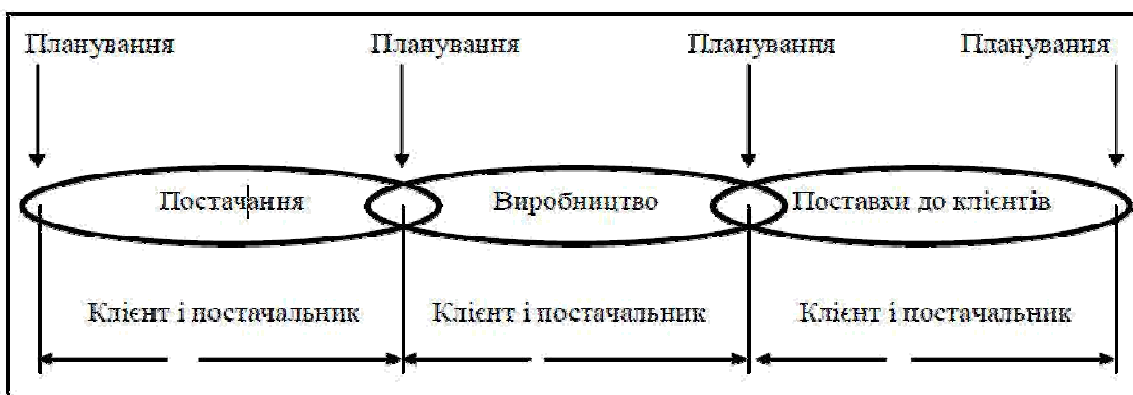 Планування Планування Планування Планування
Постачання Виробництво Поставки до клієнтів
Клієнт і постачальник Клієнт і постачальник Клієнт і постачальник